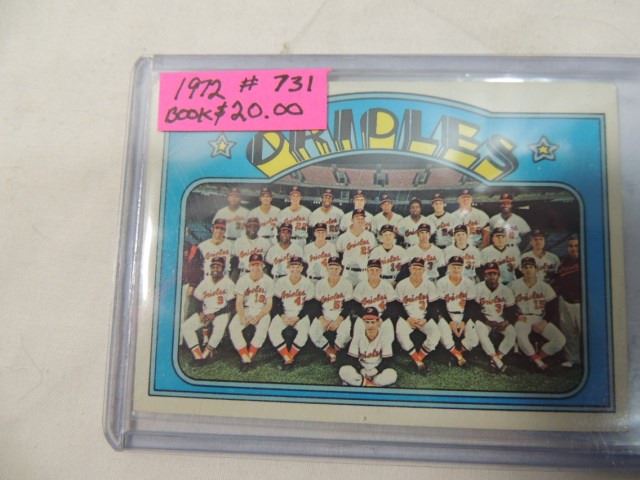 1972 # 731
BOOK $20.00
ORIOLES